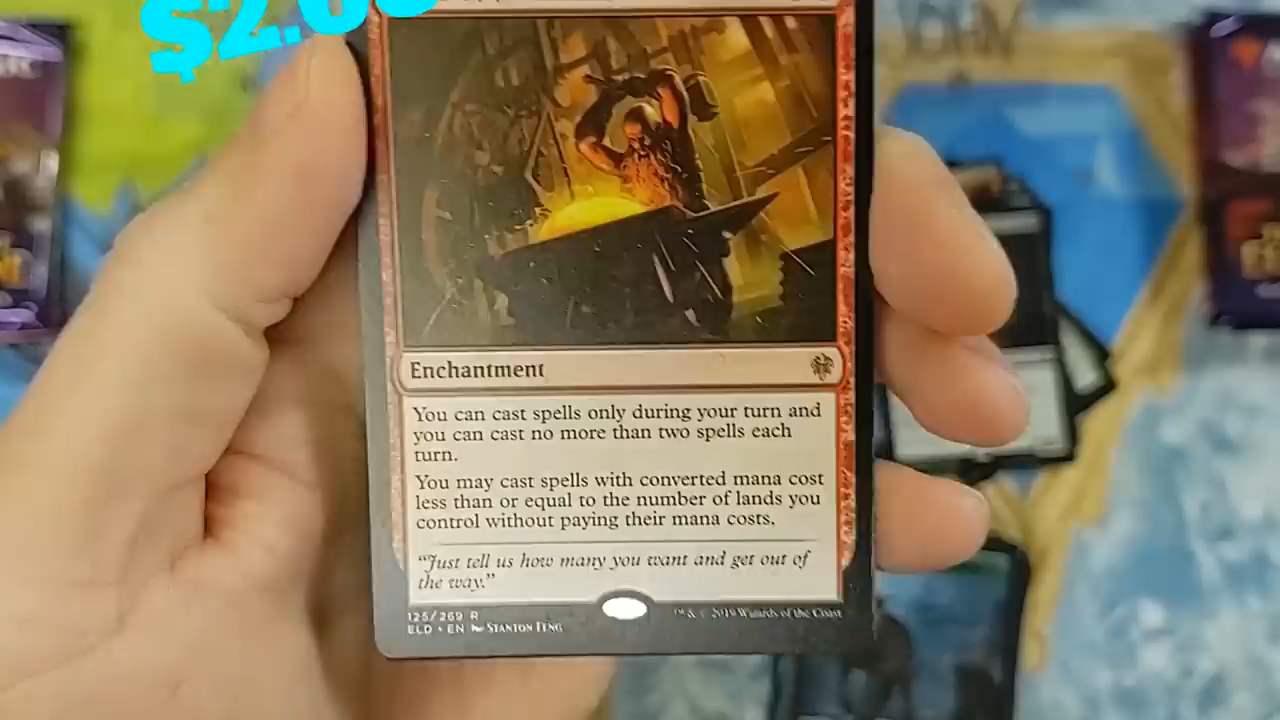 Enchantment
You can cast spells only during your turn and
you can cast no more than two spells each
turn.
You may cast spells with converted mana cost
less than or equal to the number of lands you
control without paying their mana costs.
“Just tell us how many you want and get out of
the way.”
125/269 R
ELD • EN STANTON FENG
™ & © 2019 Wizards of the Coast